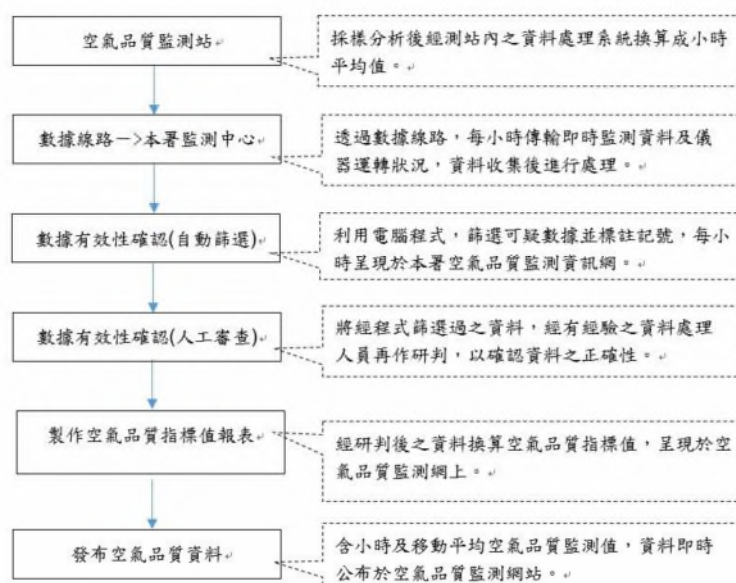 空氣品質監測站
採樣分析後經測站內之資料處理系統換算成小時
平均值。
數據線路—>本署監測中心
透過數據線路，每小時傳輸即時監測資料及儀
器運轉狀況，資料收集後進行處理。
數據有效性確認(自動篩選)
利用電腦程式，篩選可疑數據並標註記號，每小
時呈現於本署空氣品質監測資訊網。
數據有效性確認(人工審查)
將經程式篩選過之資料，經有經驗之資料處理
人員再作研判，以確認資料之正確性。
製作空氣品質指標值報表
經研判後之資料換算空氣品質指標值，呈現於空
氣品質監測網上。
發布空氣品質資料
含小時及移動平均空氣品質監測值，資料即時
公布於空氣品質監測網站。